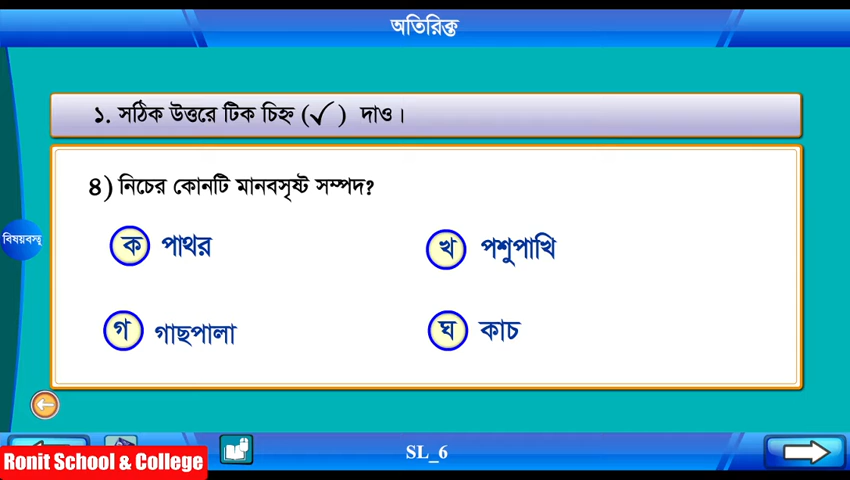 অতিরিক্ত
১. সঠিক উত্তরে টিক চিহ্ন (✓) দাও।
৪) নিচের কোনটি মানবসৃষ্ট সম্পদ?
ক পাথর
খ পশুপাখি
গ গাছপালা
ঘ কাচ
বিষয়বস্তু
SL_6
Ronit School & College